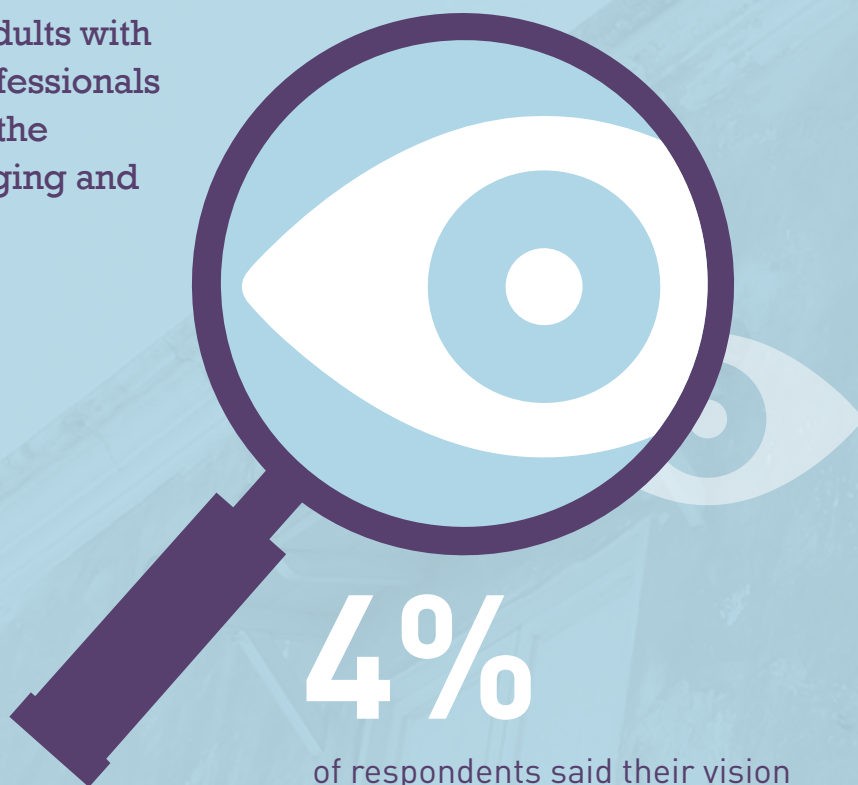 dults with
fessionals
the
ging and
4%
of respondents said their vision